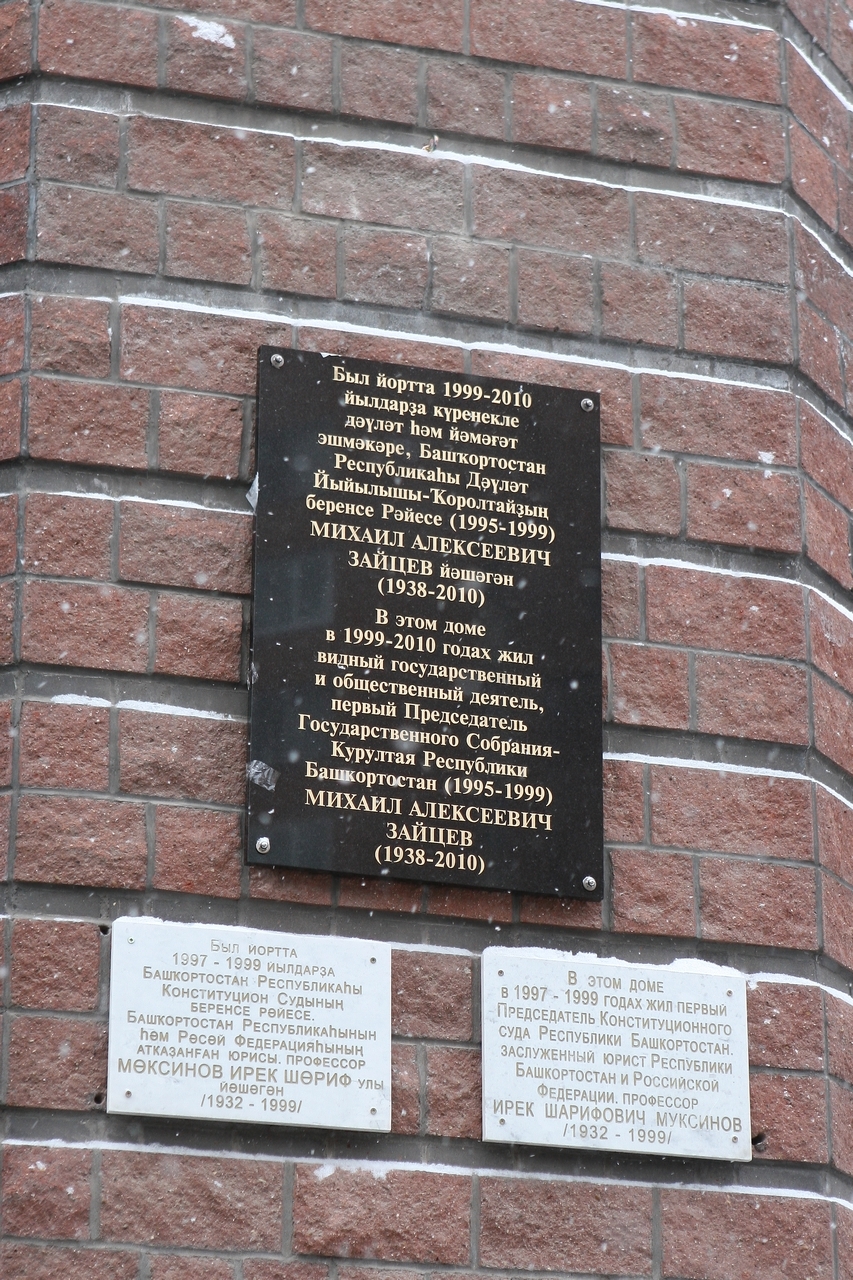 Был йортта 1999-2010
йылдарҙа күренекле
дәүләт һәм йәмәғәт
эшмәкәре, Башҡортостан
Республикаһы Дәүләт
Йыйылышы-Ҡоролтайҙың
беренсе Рәйесе (1995-1999)
МИХАИЛ АЛЕКСЕЕВИЧ
ЗАЙЦЕВ йәшәгән
(1938-2010)
В этом доме
в 1999-2010 годах жил
видный государственный
и общественный деятель,
первый Председатель
Государственного Собрания-
Курултая Республики
Башкортостан (1995-1999)
МИХАИЛ АЛЕКСЕЕВИЧ
ЗАЙЦЕВ
(1938-2010)
Был йортта
1997 - 1999 йылдарҙа
Башҡортостан Республикаһы
Конституцион Судының
беренсе рәйесе.
Башҡортостан Республикаһының
һәм Рәсәй Федерацияһының
атказанған юрисы. профессор
МӘКСИНОВ ИРЕК ШӘРИФ улы
йәшәгән
/1932 - 1999/
В этом доме
в 1997 - 1999 годах жил первый
Председатель Конституционного
суда Республики Башкортостан.
заслуженный юрист Республики
Башкортостан и Российской
Федерации. профессор
ИРЕК ШАРИФОВИЧ МУКСИНОВ
/1932 - 1999/